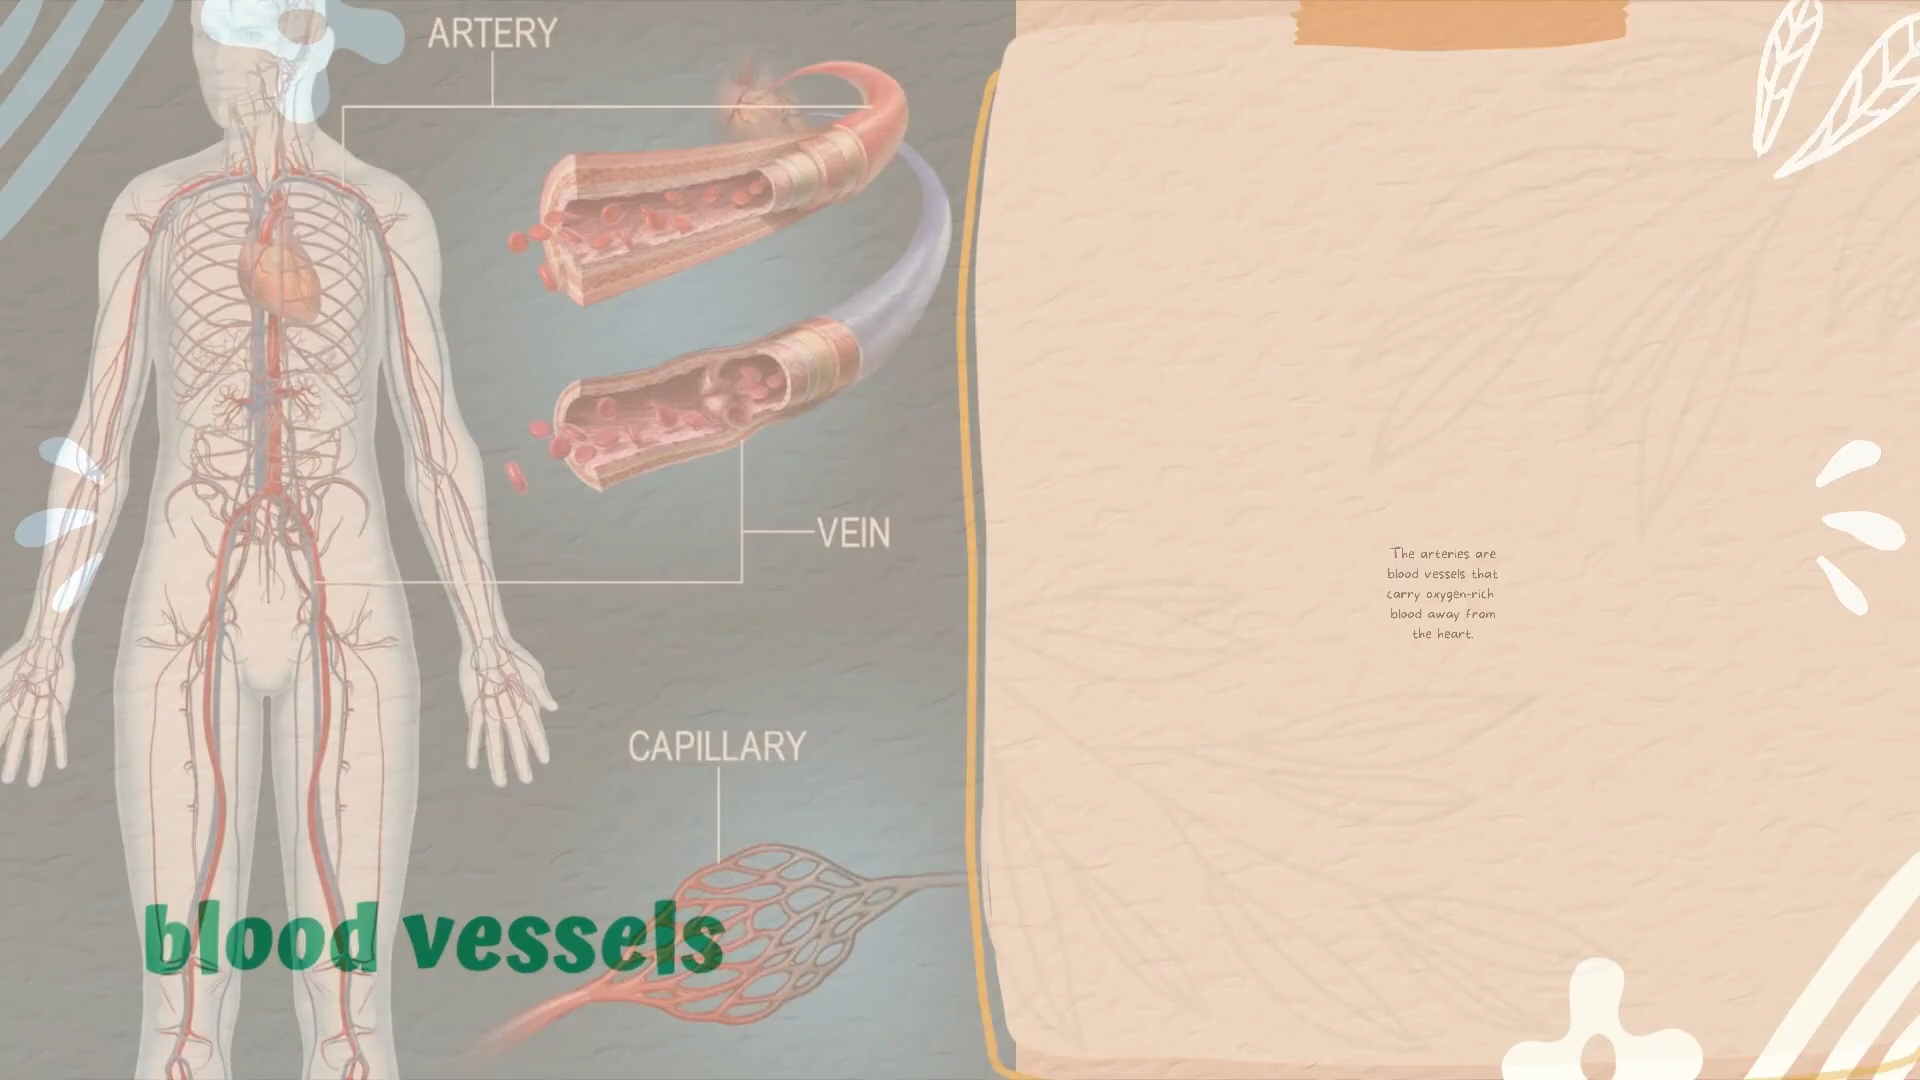 ARTERY
VEIN
CAPILLARY
blood vessels
The arteries are
blood vessels that
carry oxygen-rich
blood away from
the heart.